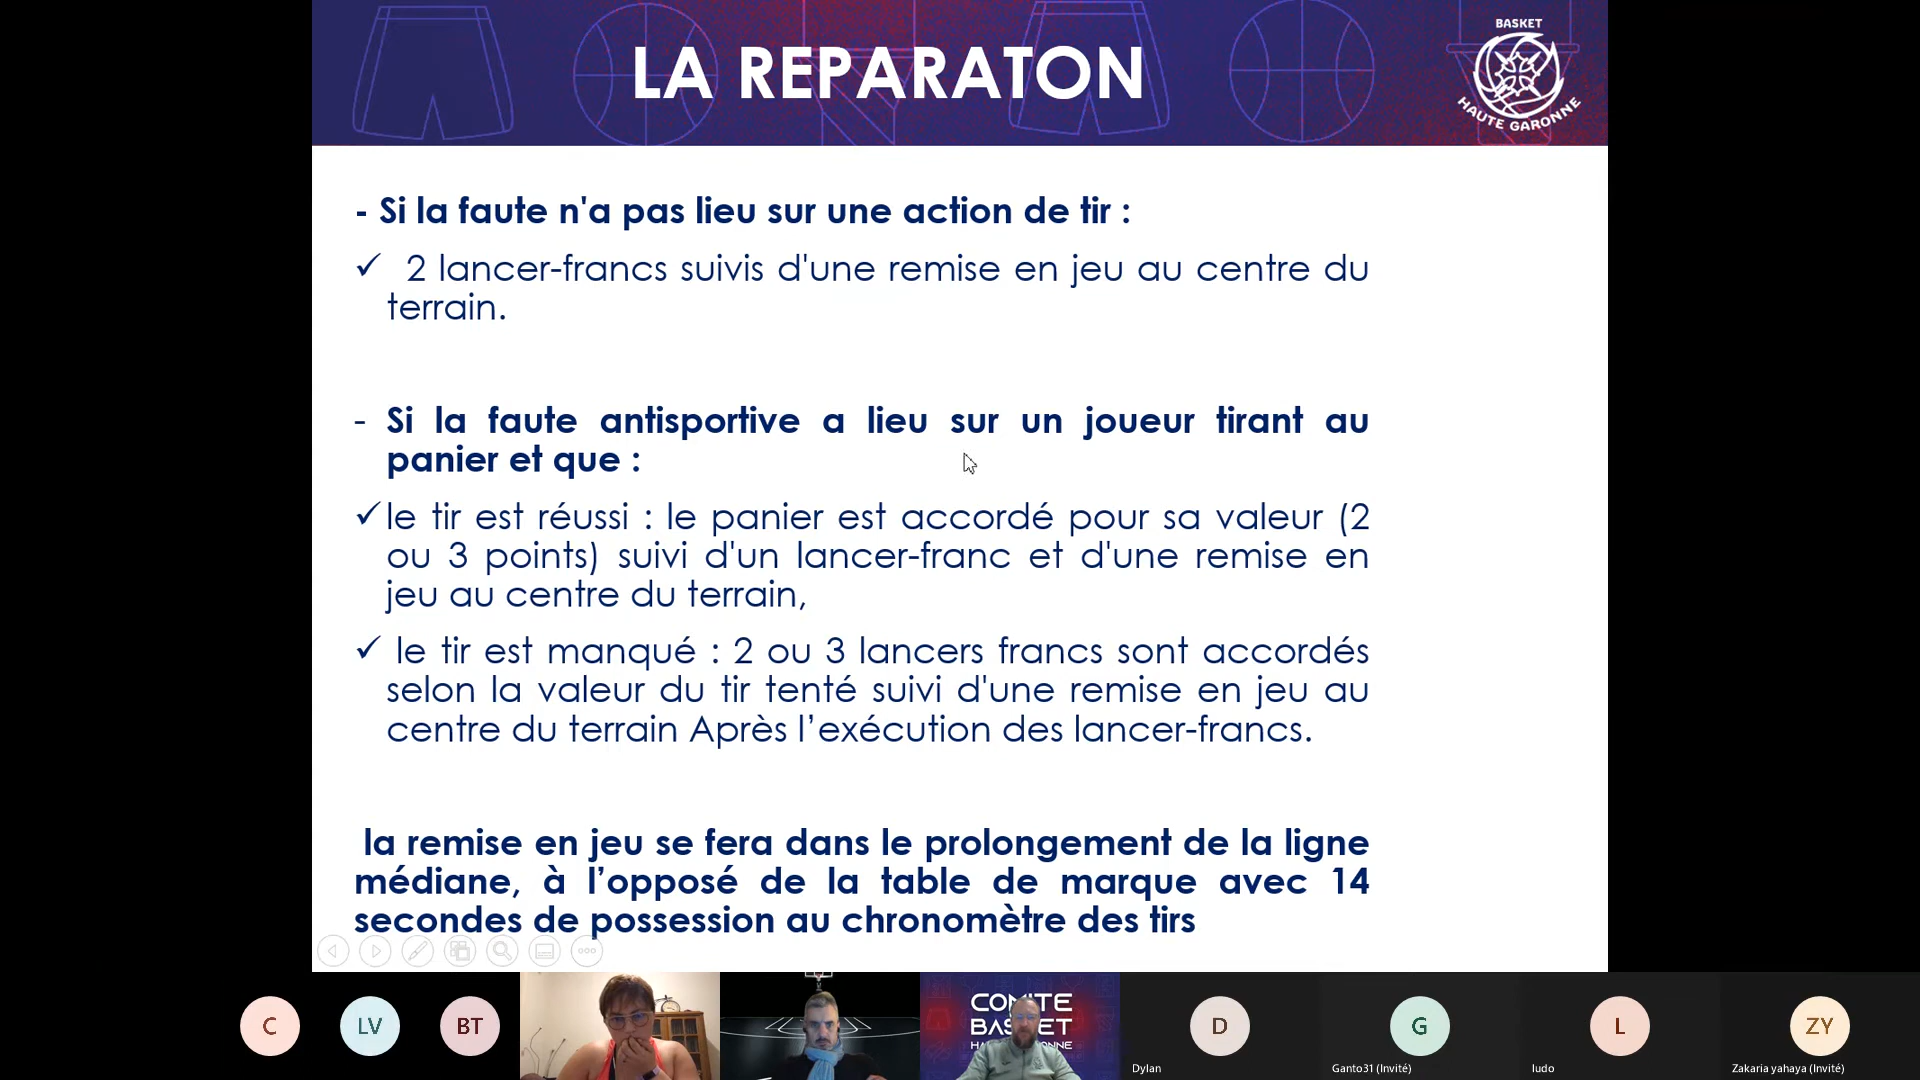 LA REPARATON
BASKET
HAUTE GARONNE
- Si la faute n'a pas lieu sur une action de tir :
✓ 2 lancer-francs suivis d'une remise en jeu au centre du
terrain.
- Si la faute antisportive a lieu sur un joueur tirant au
panier et que :
✓ le tir est réussi : le panier est accordé pour sa valeur (2
ou 3 points) suivi d'un lancer-franc et d'une remise en
jeu au centre du terrain,
✓ le tir est manqué : 2 ou 3 lancers francs sont accordés
selon la valeur du tir tenté suivi d'une remise en jeu au
centre du terrain Après l’exécution des lancer-francs.
la remise en jeu se fera dans le prolongement de la ligne
médiane, à l’opposé de la table de marque avec 14
secondes de possession au chronomètre des tirs
C
LV
BT
COMITE
BASKET
D
G
L
ZY
Dylan
Ganto31 (Invité)
ludo
Zakaria yahaya (Invité)